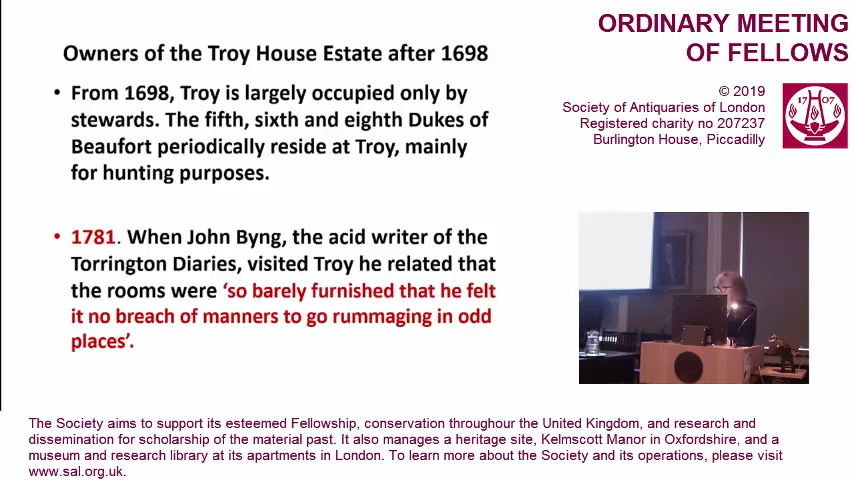 Owners of the Troy House Estate after 1698
• From 1698, Troy is largely occupied only by
stewards. The fifth, sixth and eighth Dukes of
Beaufort periodically reside at Troy, mainly
for hunting purposes.
• 1781. When John Byng, the acid writer of the
Torrington Diaries, visited Troy he related that
the rooms were ‘so barely furnished that he felt
it no breach of manners to go rummaging in odd
places’.
ORDINARY MEETING
OF FELLOWS
© 2019
Society of Antiquaries of London
Registered charity no 207237
Burlington House, Piccadilly
17 07
The Society aims to support its esteemed Fellowship, conservation throughour the United Kingdom, and research and
dissemination for scholarship of the material past. It also manages a heritage site, Kelmscott Manor in Oxfordshire, and a
museum and research library at its apartments in London. To learn more about the Society and its operations, please visit
www.sal.org.uk.